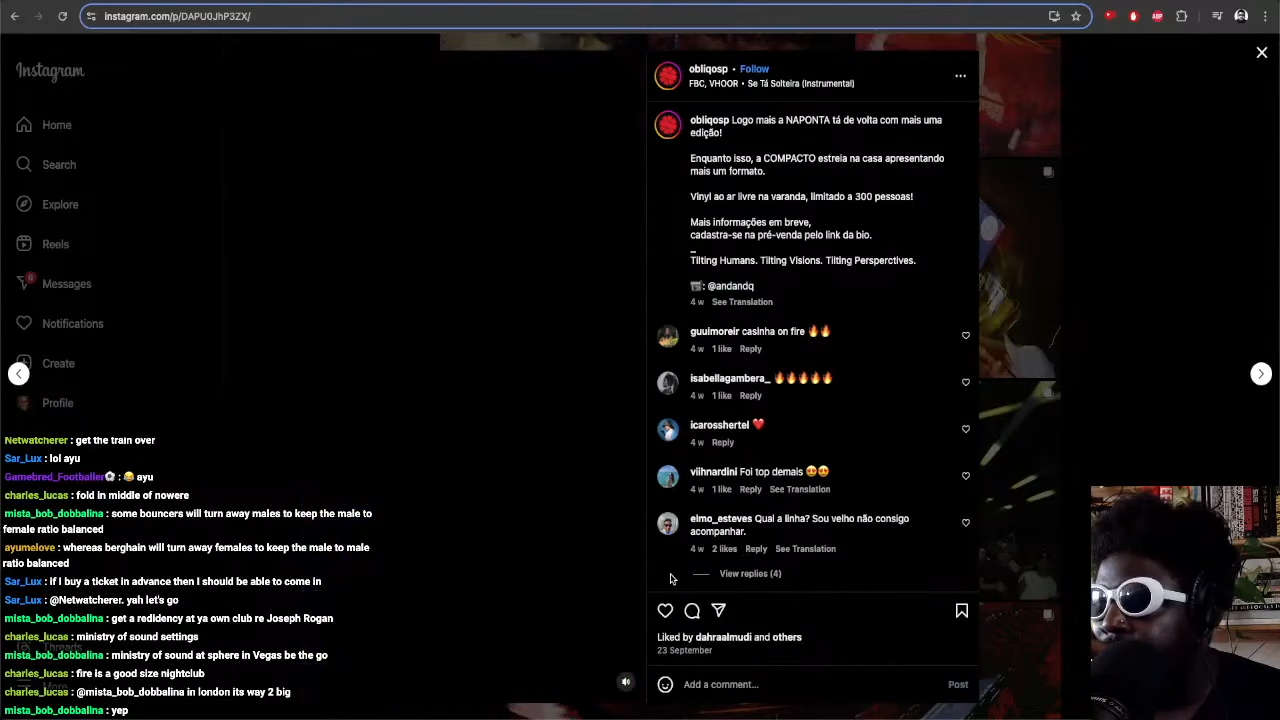 instagram.com/p/DAPU0JhP3ZX/
Instagram
Home
Search
Explore
Reels
6
Messages
Notifications
Create
Profile
Threads
More
Netwatcherer : get the train over
Sar_Lux : lol ayu
Gamebred_Footballer⚽ : 😂 ayu
charles_lucas : fold in middle of nowere
mista_bob_dobbalina : some bouncers will turn away males to keep the male to
female ratio balanced
ayumelove : whereas berghain will turn away females to keep the male to male
ratio balanced
Sar_Lux : if I buy a ticket in advance then I should be able to come in
Sar_Lux : @Netwatcherer. yah let's go
mista_bob_dobbalina : get a redidency at ya own club re Joseph Rogan
charles_lucas : ministry of sound settings
mista_bob_dobbalina : ministry of sound at sphere in Vegas be the go
charles_lucas : fire is a good size nightclub
charles_lucas : @mista_bob_dobbalina in london its way 2 big
mista_bob_dobbalina : yep
obliqosp • Follow
FBC, VHOOR • Se Tá Solteira (Instrumental)
obliqosp Logo mais a NAPONTA tá de volta com mais uma
edição!
Enquanto isso, a COMPACTO estreia na casa apresentando
mais um formato.
Vinyl ao ar livre na varanda, limitado a 300 pessoas!
Mais informações em breve,
cadastra-se na pré-venda pelo link da bio.
_
Tilting Humans. Tilting Visions. Tilting Persperctives.
📹: @andandq
4 w See Translation
guuimoreir casinha on fire 🔥🔥
4 w 1 like Reply
isabellagambera_ 🔥🔥🔥🔥🔥
4 w 1 like Reply
icarosshertel ❤️
4 w Reply
viihnardini Foi top demais 😍😍
4 w 1 like Reply See Translation
elmo_esteves Qual a linha? Sou velho não consigo
acompanhar.
4 w 2 likes Reply See Translation
View replies (4)
Liked by dahraalmudi and others
23 September
Add a comment...
Post